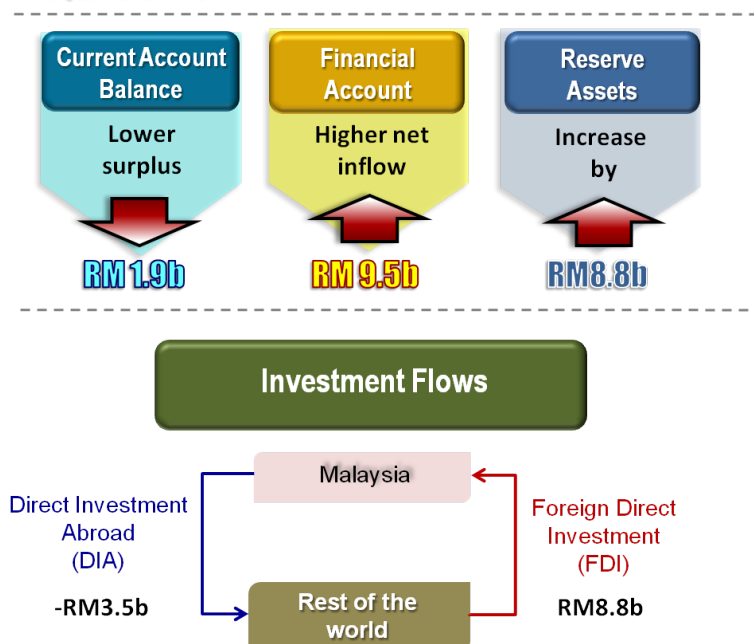 Current Account
Balance
Lower
surplus
RM 1.9b
Financial
Account
Higher net
inflow
RM 9.5b
Reserve
Assets
Increase
by
RM8.8b
Investment Flows
Malaysia
Direct Investment
Abroad
(DIA)
-RM3.5b
Foreign Direct
Investment
(FDI)
RM8.8b
Rest of the
world